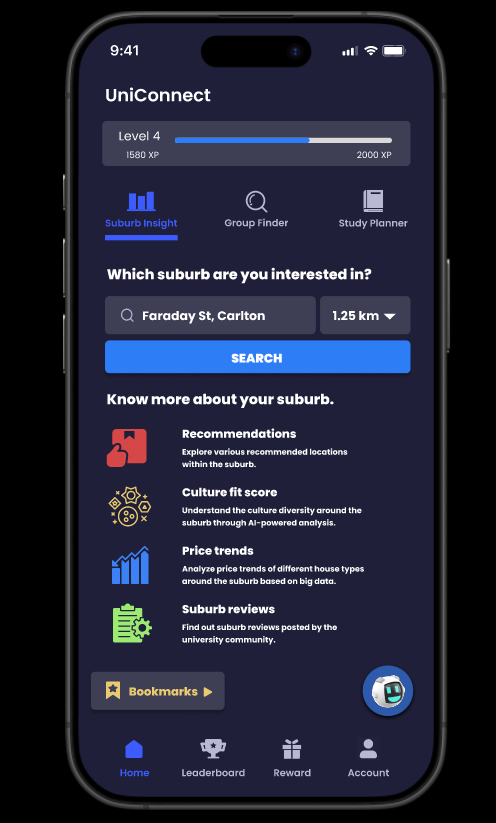 9:41
UniConnect
Level 4
1580 XP
2000 XP
Suburb Insight
Group Finder
Study Planner
Which suburb are you interested in?
Faraday St, Carlton
1.25 km
SEARCH
Know more about your suburb.
Recommendations
Explore various recommended locations
within the suburb.
Culture fit score
Understand the culture diversity around the
suburb through AI-powered analysis.
Price trends
Analyze price trends of different house types
around the suburb based on big data.
Suburb reviews
Find out suburb reviews posted by the
university community.
Bookmarks
Home
Leaderboard
Reward
Account